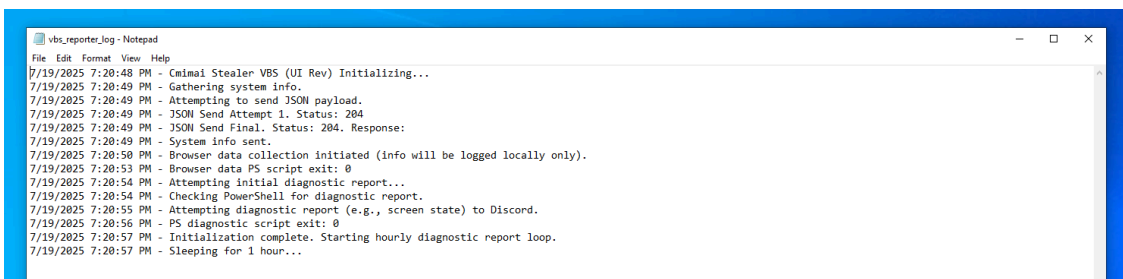 vbs_reporter_log - Notepad
File Edit Format View Help
7/19/2025 7:20:48 PM - Cmimai Stealer VBS (UI Rev) Initializing...
7/19/2025 7:20:49 PM - Gathering system info.
7/19/2025 7:20:49 PM - Attempting to send JSON payload.
7/19/2025 7:20:49 PM - JSON Send Attempt 1. Status: 204
7/19/2025 7:20:49 PM - JSON Send Final. Status: 204. Response:
7/19/2025 7:20:49 PM - System info sent.
7/19/2025 7:20:50 PM - Browser data collection initiated (info will be logged locally only).
7/19/2025 7:20:53 PM - Browser data PS script exit: 0
7/19/2025 7:20:54 PM - Attempting initial diagnostic report...
7/19/2025 7:20:54 PM - Checking PowerShell for diagnostic report.
7/19/2025 7:20:55 PM - Attempting diagnostic report (e.g., screen state) to Discord.
7/19/2025 7:20:56 PM - PS diagnostic script exit: 0
7/19/2025 7:20:57 PM - Initialization complete. Starting hourly diagnostic report loop.
7/19/2025 7:20:57 PM - Sleeping for 1 hour...